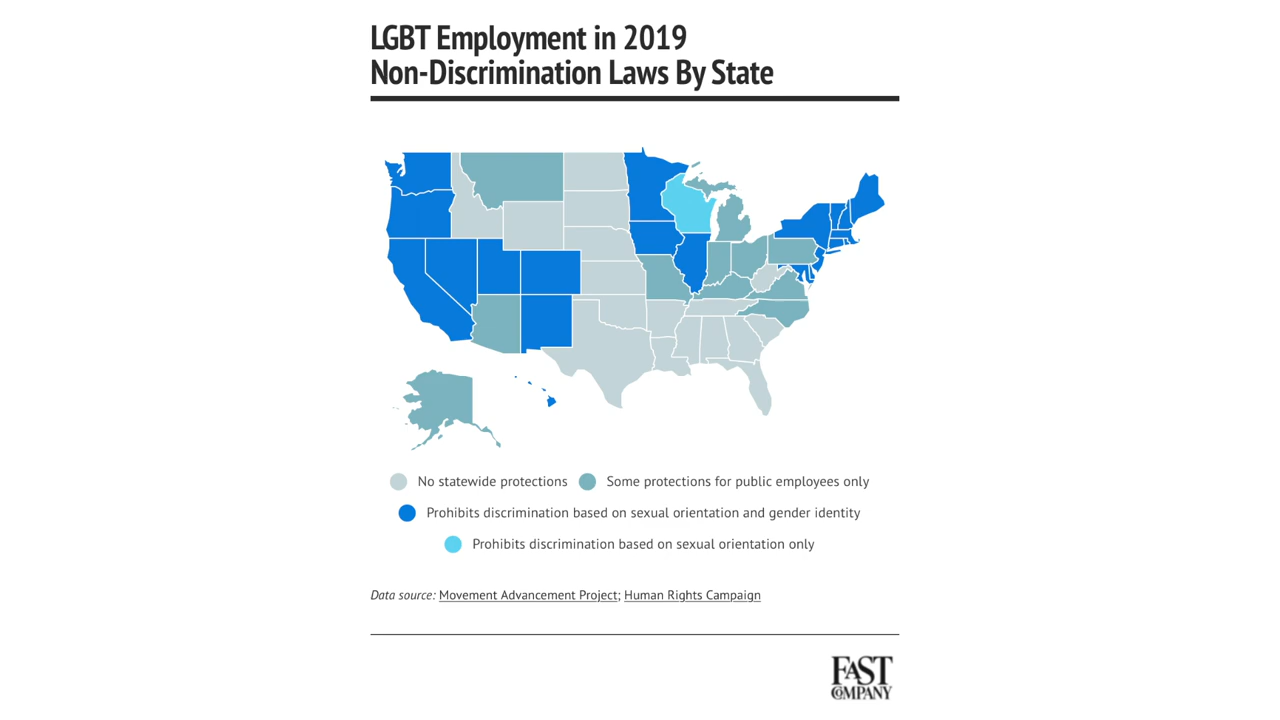 LGBT Employment in 2019
Non-Discrimination Laws By State
No statewide protections Some protections for public employees only
Prohibits discrimination based on sexual orientation and gender identity
Prohibits discrimination based on sexual orientation only
Data source: Movement Advancement Project; Human Rights Campaign
FAST
COMPANY